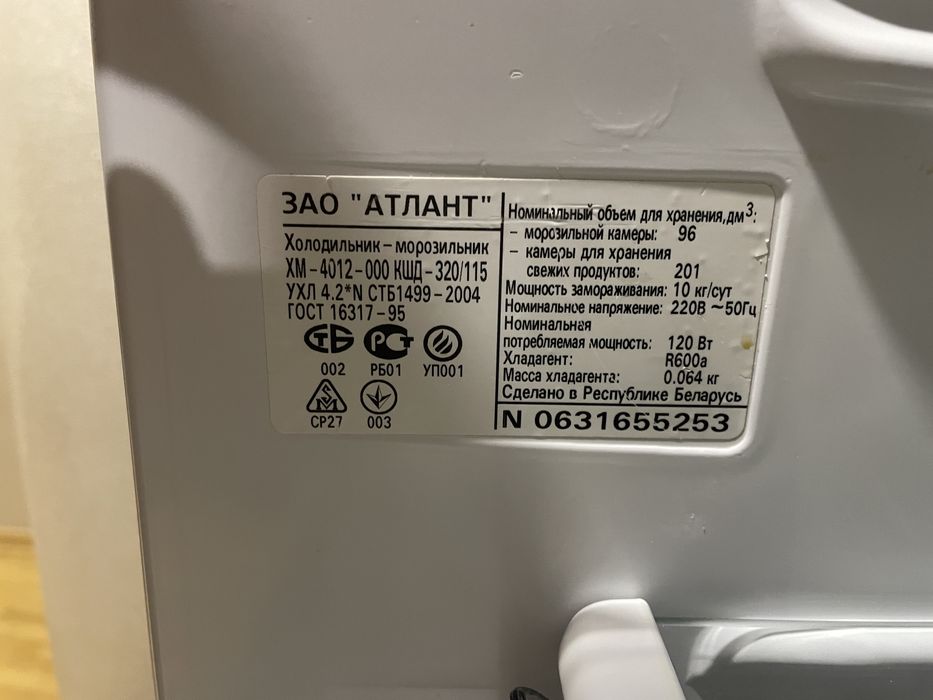 ЗАО "АТЛАНТ"
Холодильник – морозильник
ХМ – 4012 – 000 КШД – 320/115
УХЛ 4.2*N СТБ1499 – 2004
ГОСТ 16317 – 95
СТБ РСТ
002 РБ01 УП001
СР27 003
Номинальный объем для хранения,дм³:
– морозильной камеры: 96
– камеры для хранения
свежих продуктов: 201
Мощность замораживания: 10 кг/сут
Номинальное напряжение: 220В ~50Гц
Номинальная
потребляемая мощность: 120 Вт
Хладагент: R600a
Масса хладагента: 0.064 кг
Сделано в Республике Беларусь
N 0631655253